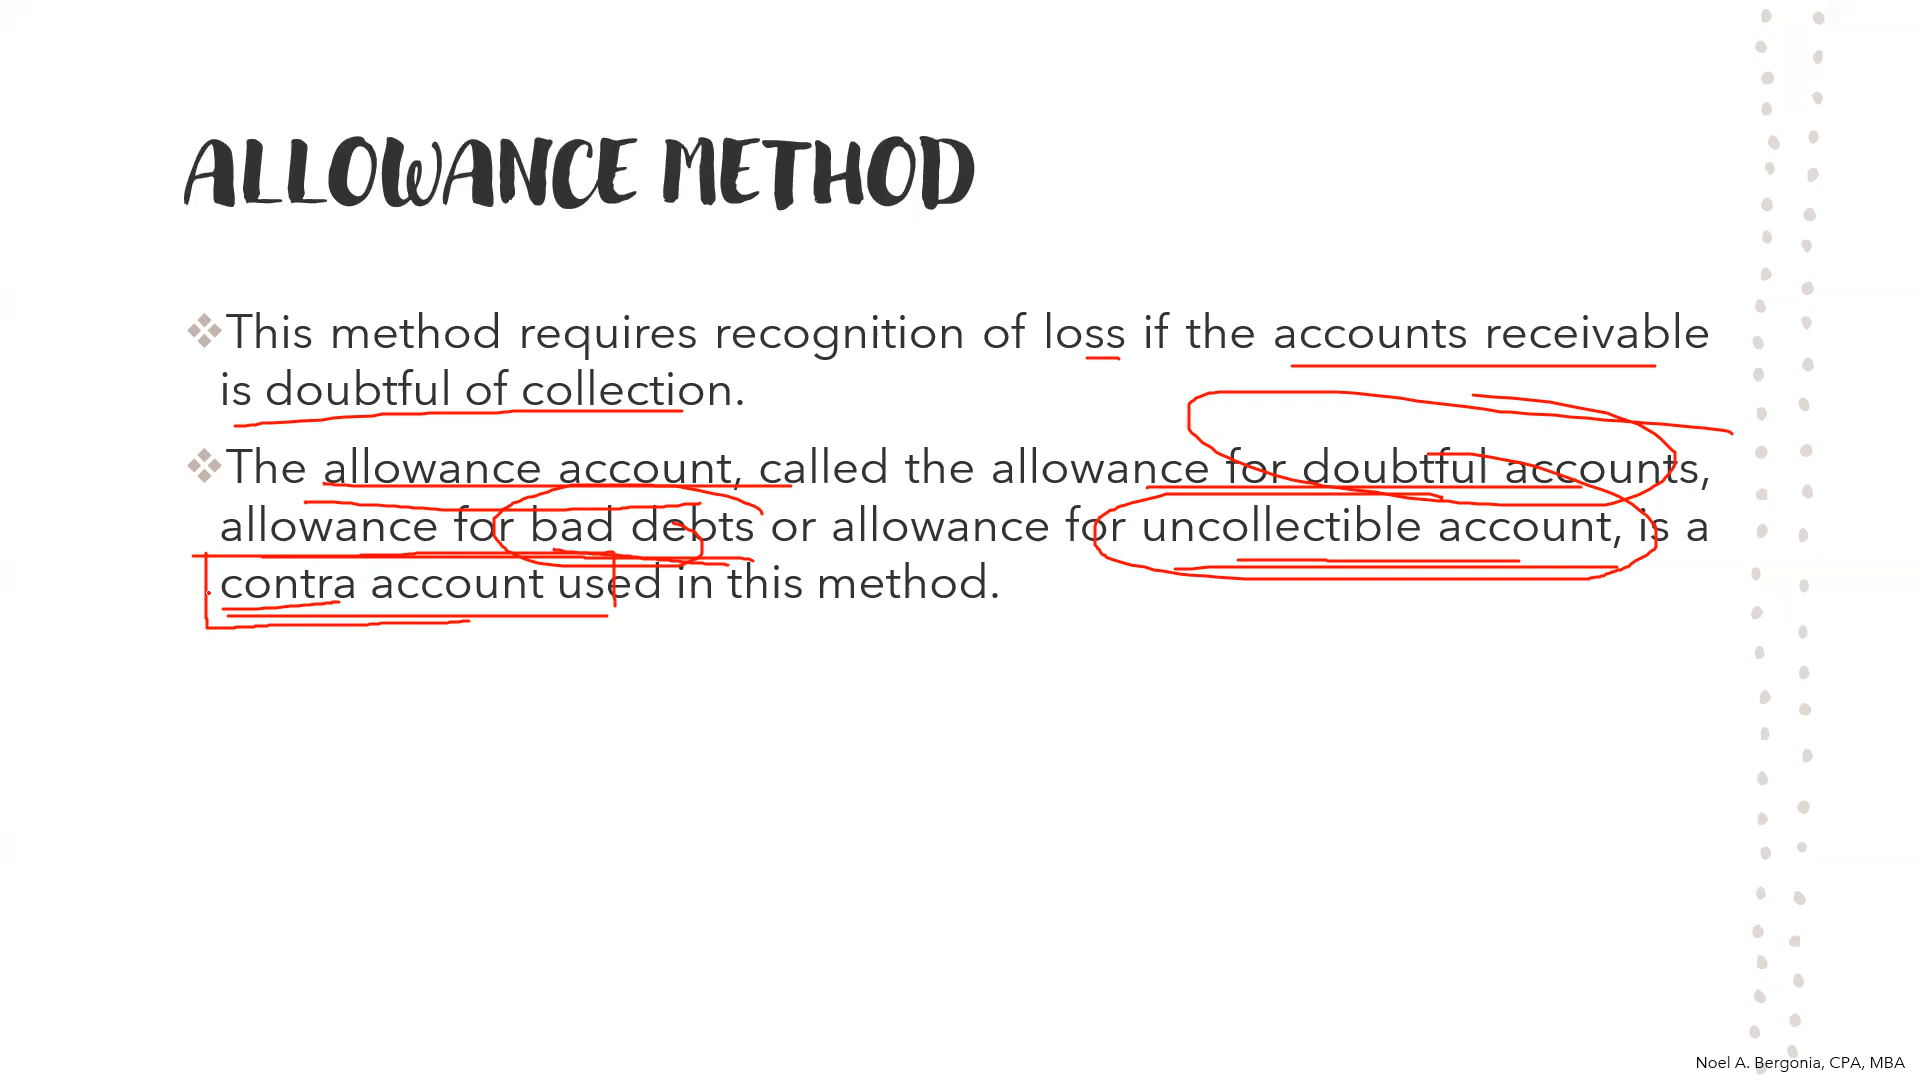 ALLOWANCE METHOD
❖This method requires recognition of loss if the accounts receivable
is doubtful of collection.
❖The allowance account, called the allowance for doubtful accounts,
allowance for bad debts or allowance for uncollectible account, is a
contra account used in this method.
Noel A. Bergonia, CPA, MBA